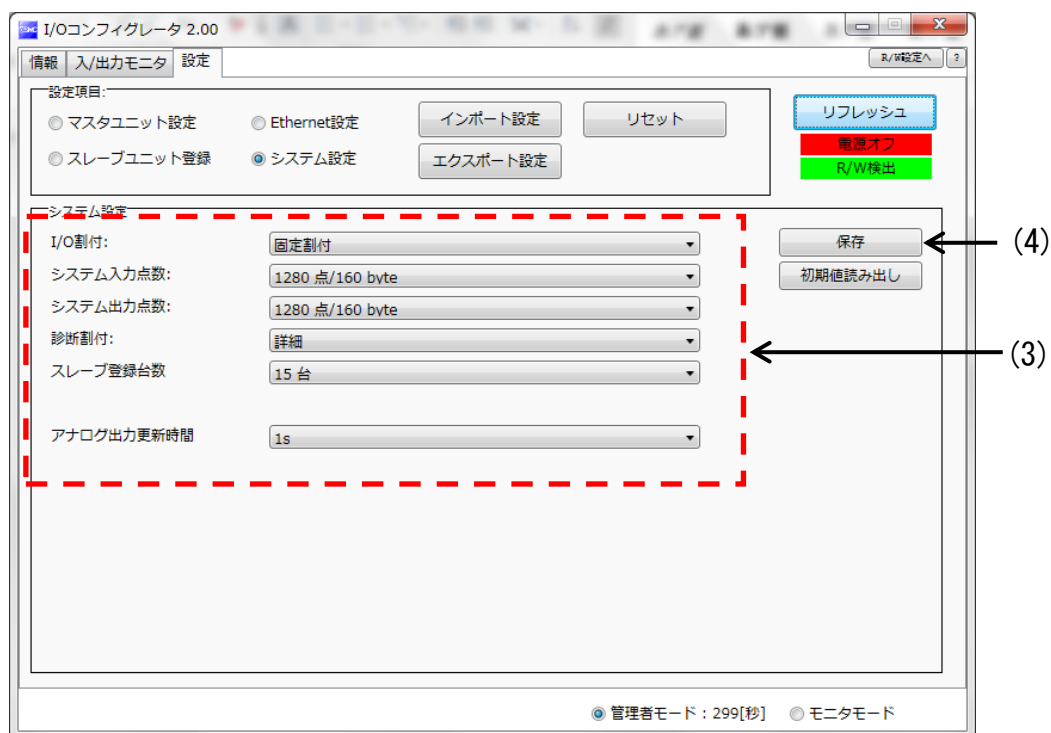 I/Oコンフィグレータ 2.00
情報 入/出力モニタ 設定 R/W設定へ ?
設定項目:
マスタユニット設定 Ethernet設定 インポート設定 リセット リフレッシュ
電源オフ
スレーブユニット登録 システム設定 エクスポート設定 R/W検出
システム設定
I/O割付: 固定割付 保存 (4)
システム入力点数: 1280 点/160 byte 初期値読み出し
システム出力点数: 1280 点/160 byte
診断割付: 詳細 (3)
スレーブ登録台数 15 台
アナログ出力更新時間 1s
管理者モード：299[秒] モニタモード